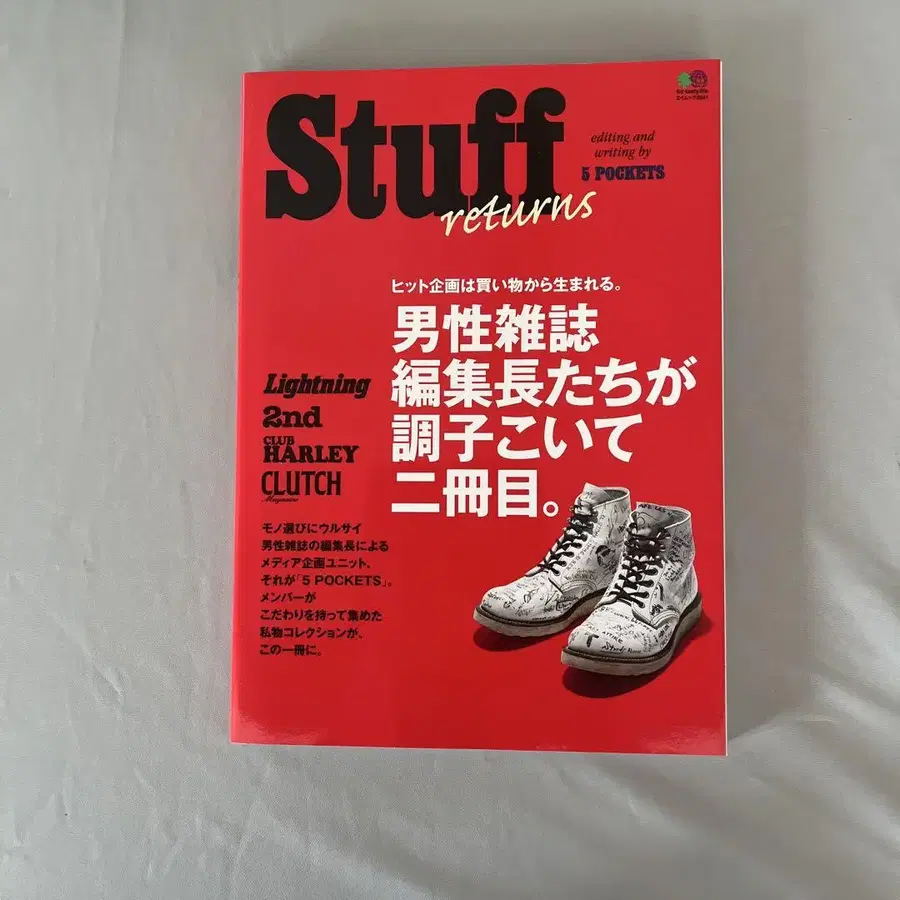 Stuff
returns
editing and
writing by
5 POCKETS
ヒット企画は買い物から生まれる。
男性雑誌
編集長たちが
調子こいて
二冊目。
Lightning
2nd
CLUB
HARLEY
CLUTCH
Magazine
モノ選びにウルサイ
男性雑誌の編集長による
メディア企画ユニット、
それが「5 POCKETS」。
メンバーが
こだわりを持って集めた
私物コレクションが、
この一冊に。